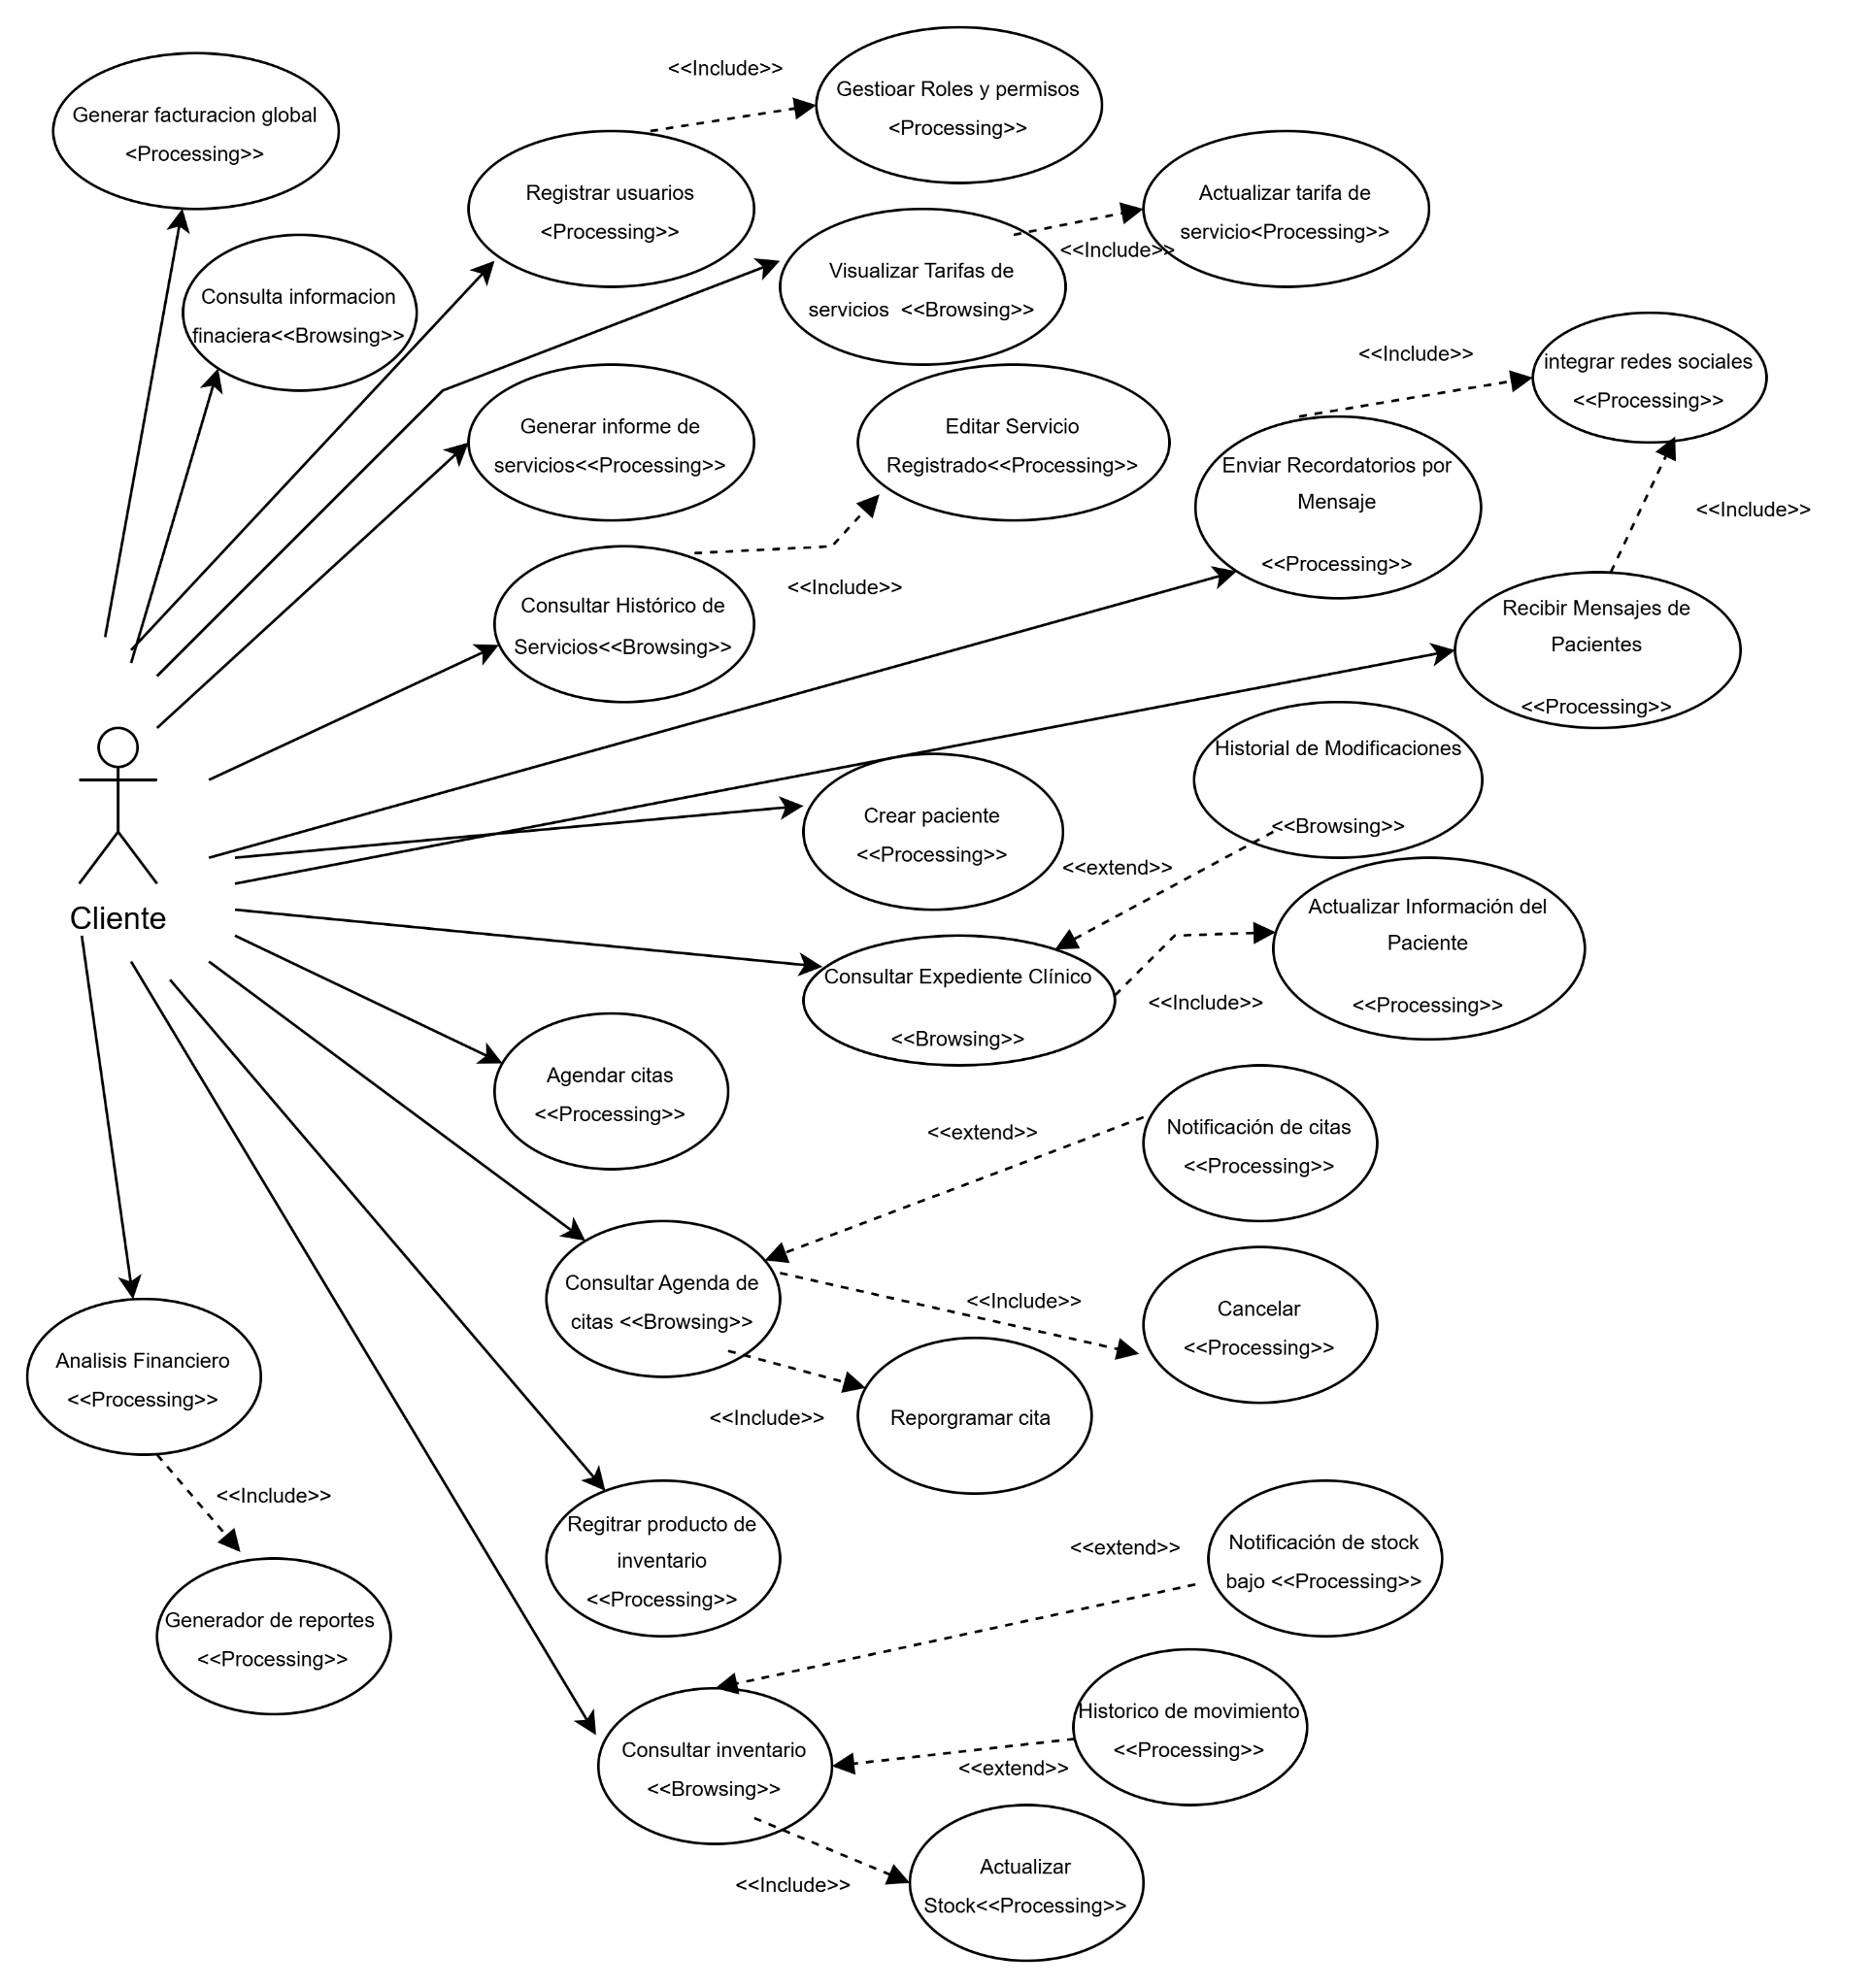 <<Include>>
Gestioar Roles y permisos
<Processing>>
Generar facturacion global
<Processing>>
Registrar usuarios
<Processing>>
Actualizar tarifa de
servicio<Processing>>
<<Include>>
Visualizar Tarifas de
servicios  <<Browsing>>
Consulta informacion
finaciera<<Browsing>>
<<Include>>
integrar redes sociales
<<Processing>>
Generar informe de
servicios<<Processing>>
Editar Servicio
Registrado<<Processing>>
Enviar Recordatorios por
Mensaje
<<Processing>>
<<Include>>
<<Include>>
Consultar Histórico de
Servicios<<Browsing>>
Recibir Mensajes de
Pacientes
<<Processing>>
Historial de Modificaciones
<<Browsing>>
Crear paciente
<<Processing>>
<<extend>>
Cliente
Actualizar Información del
Paciente
<<Processing>>
Consultar Expediente Clínico
<<Browsing>>
<<Include>>
Agendar citas
<<Processing>>
<<extend>>
Notificación de citas
<<Processing>>
Consultar Agenda de
citas <<Browsing>>
<<Include>>
Cancelar
<<Processing>>
Analisis Financiero
<<Processing>>
<<Include>>
Reporgramar cita
<<Include>>
Regitrar producto de
inventario
<<Processing>>
<<extend>>
Notificación de stock
bajo <<Processing>>
Generador de reportes
<<Processing>>
Historico de movimiento
<<Processing>>
Consultar inventario
<<Browsing>>
<<extend>>
<<Include>>
Actualizar
Stock<<Processing>>